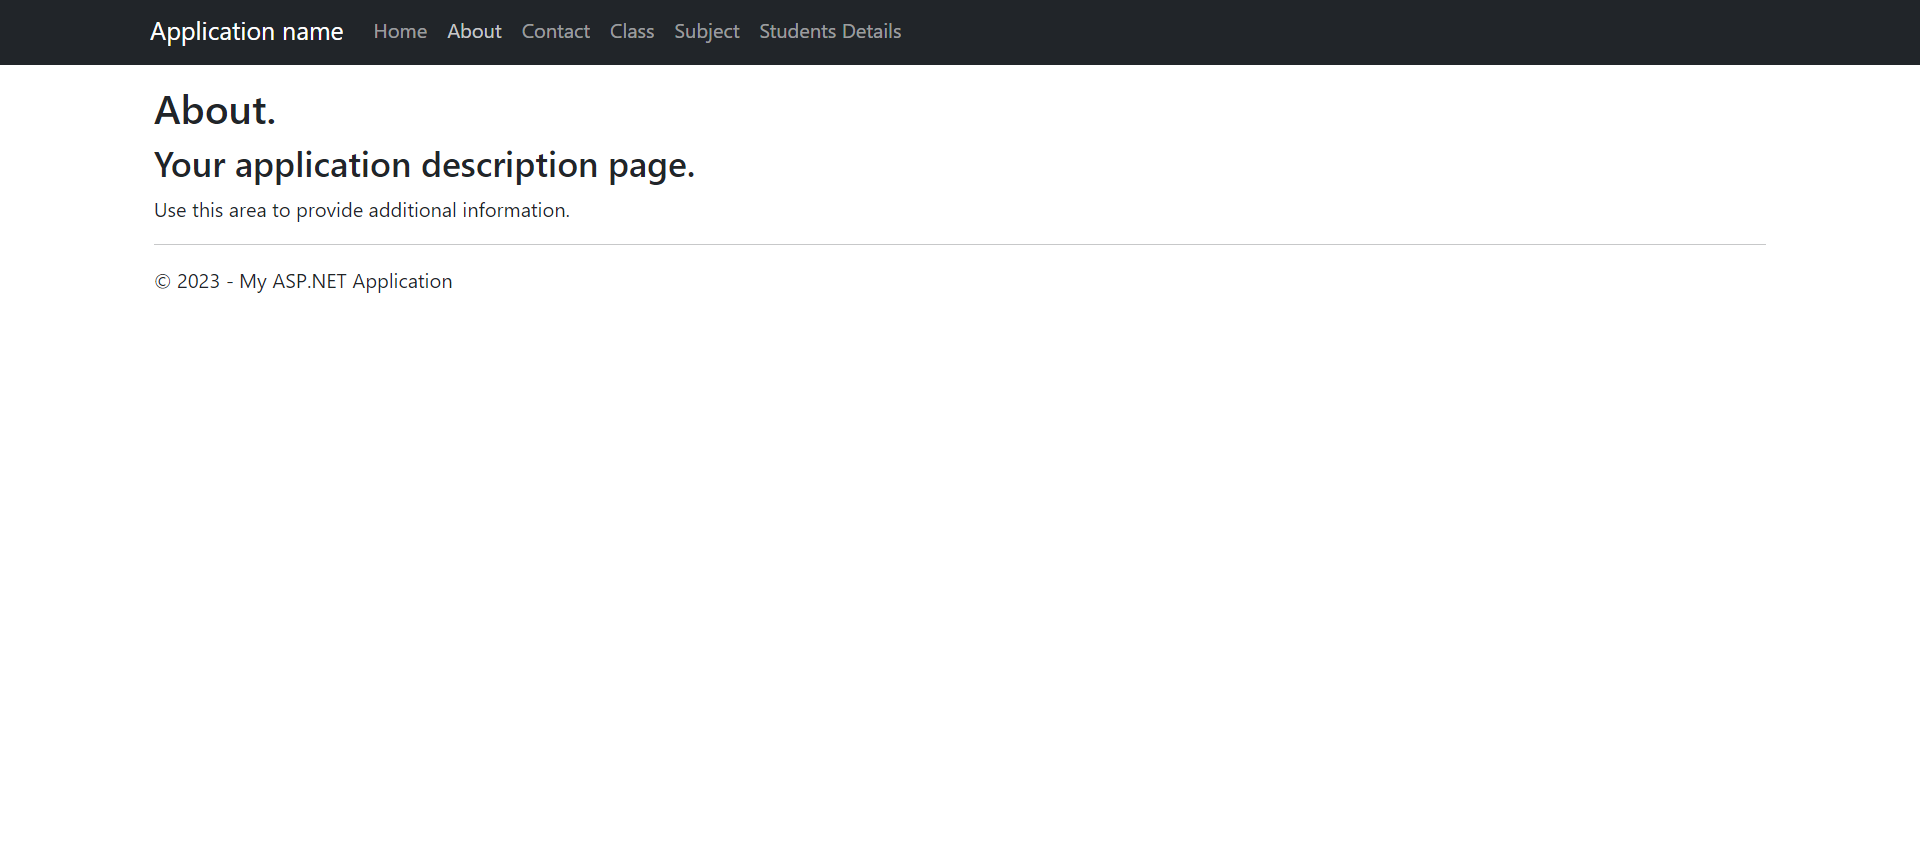 Application name Home About Contact Class Subject Students Details
About.
Your application description page.
Use this area to provide additional information.
© 2023 - My ASP.NET Application